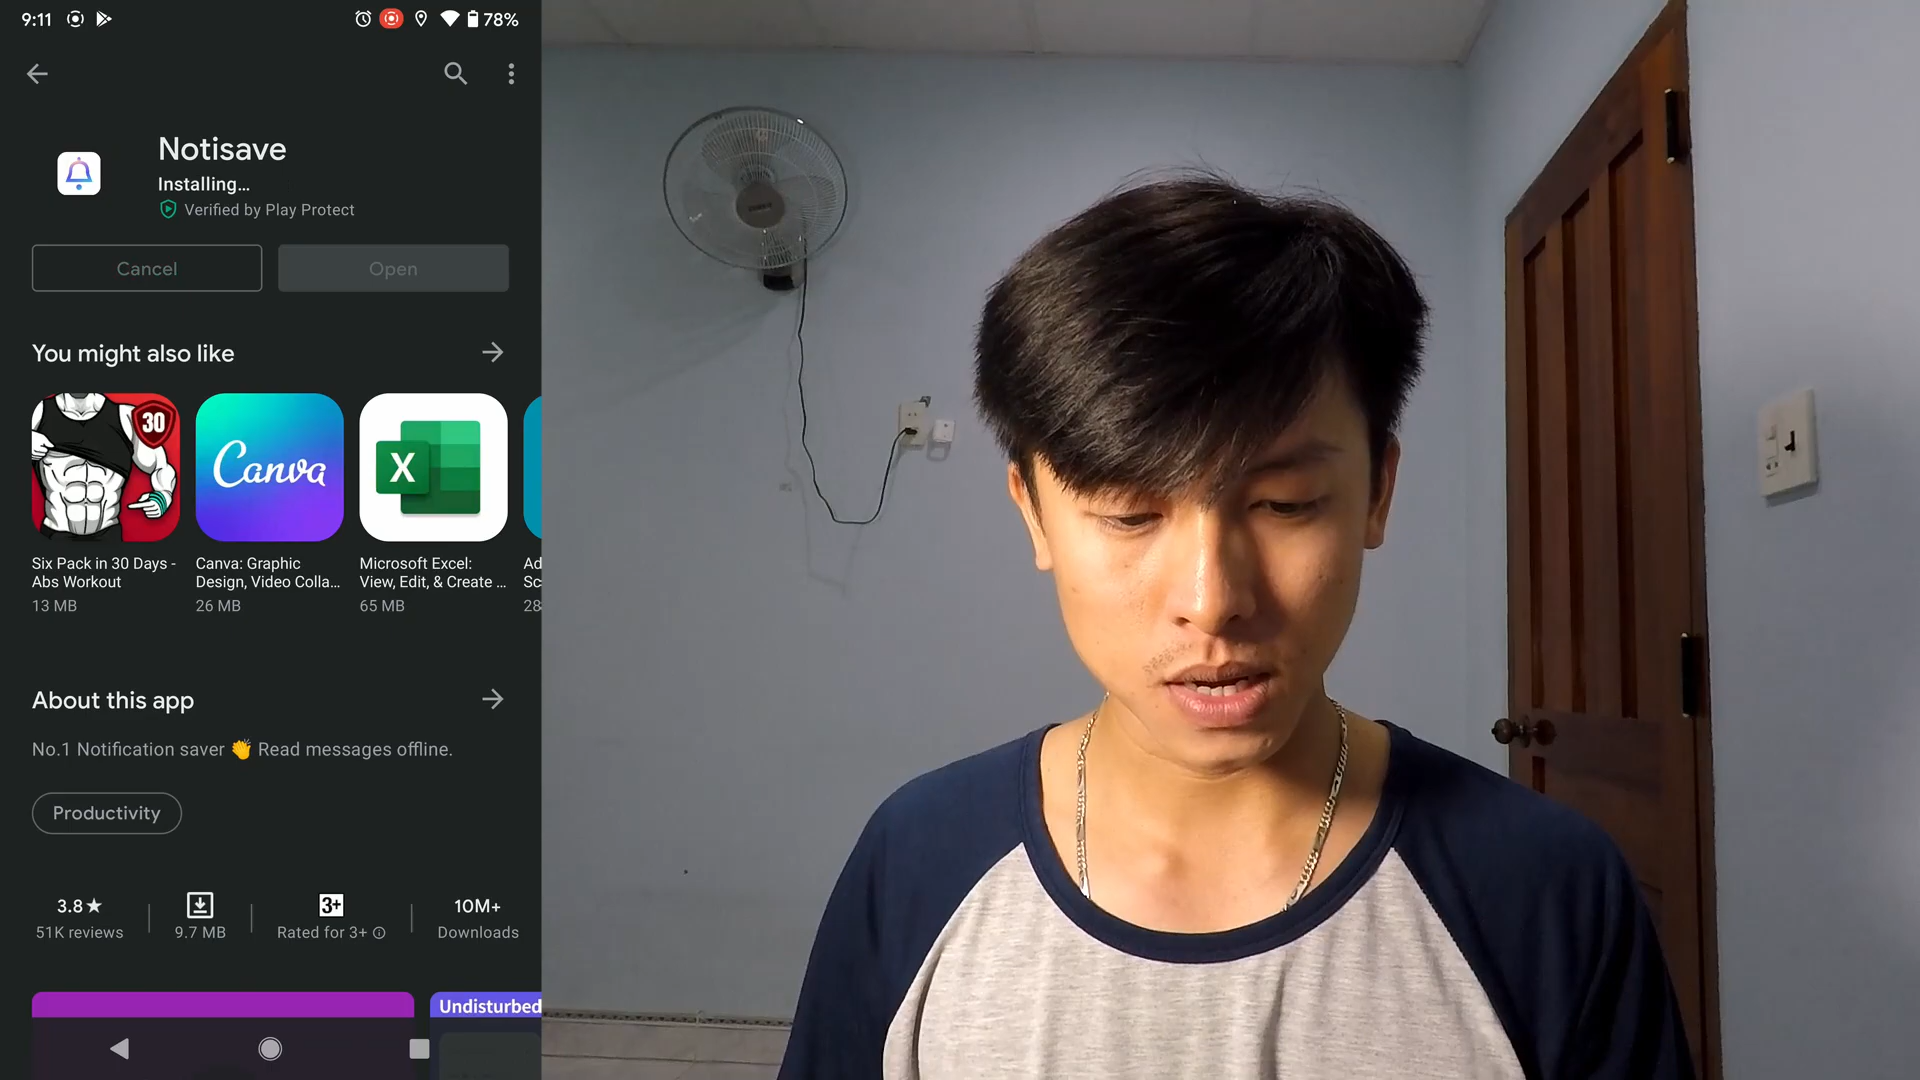 9:11
78%
Notisave
Installing...
Verified by Play Protect
Cancel
Open
You might also like
30
Canva
X
Six Pack in 30 Days -
Abs Workout
13 MB
Canva: Graphic
Design, Video Colla...
26 MB
Microsoft Excel:
View, Edit, & Create ...
65 MB
Ad
Sc
28
About this app
No.1 Notification saver 👏 Read messages offline.
Productivity
3.8★
51K reviews
9.7 MB
3+
Rated for 3+
10M+
Downloads
Undisturbed